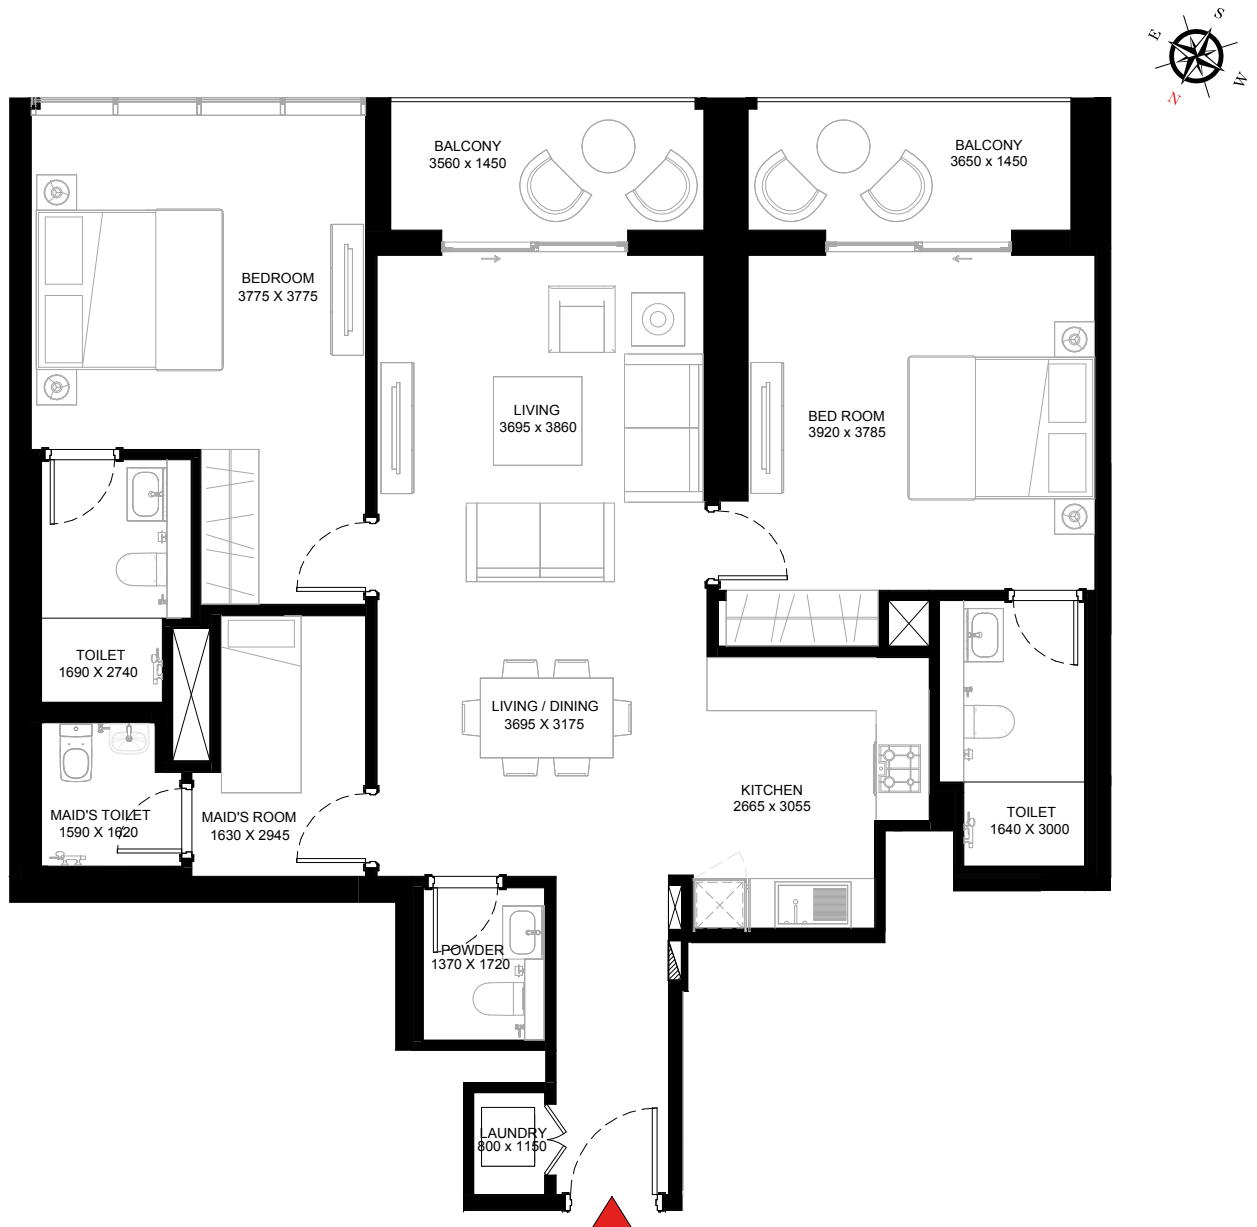 S
E
W
N
BALCONY
3560 x 1450
BALCONY
3650 x 1450
BEDROOM
3775 X 3775
LIVING
3695 x 3860
BED ROOM
3920 x 3785
TOILET
1690 X 2740
LIVING / DINING
3695 X 3175
KITCHEN
2665 x 3055
MAID'S TOILET
1590 X 1620
MAID'S ROOM
1630 X 2945
TOILET
1640 X 3000
POWDER
1370 X 1720
LAUNDRY
800 x 1150